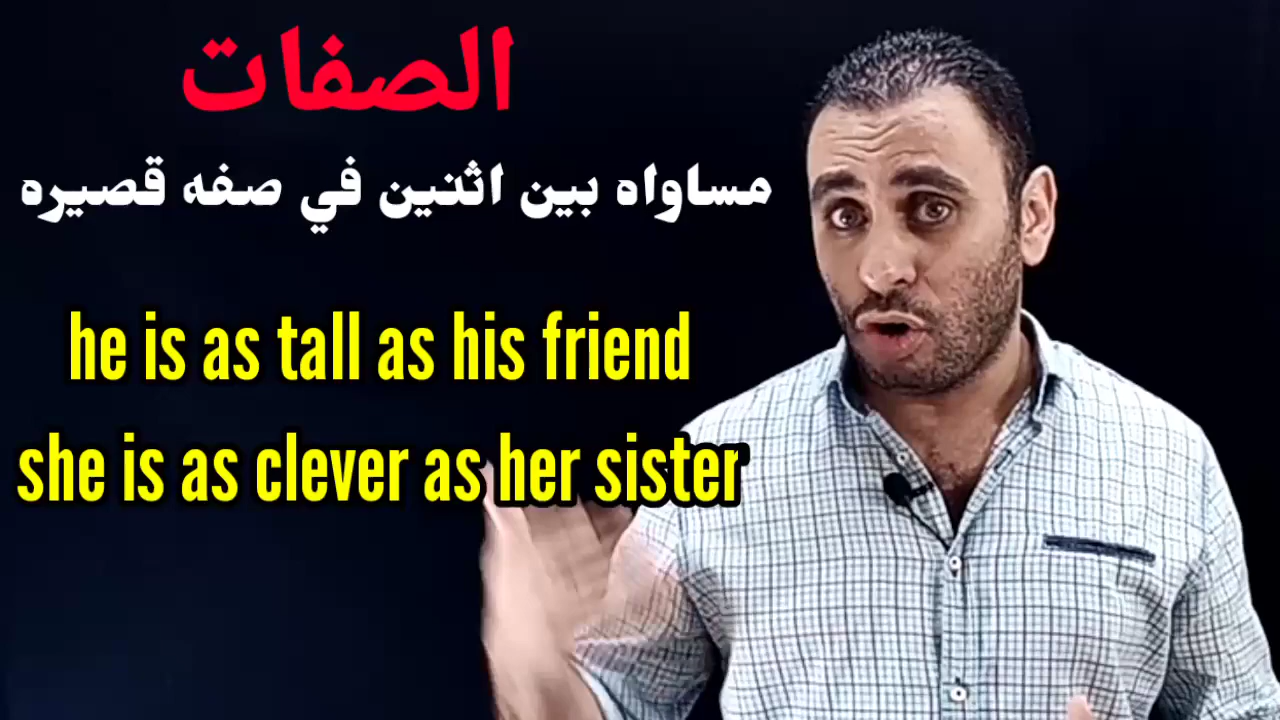 الصفات
مساواه بين اثنين في صفه قصيره
he is as tall as his friend
she is as clever as her sister